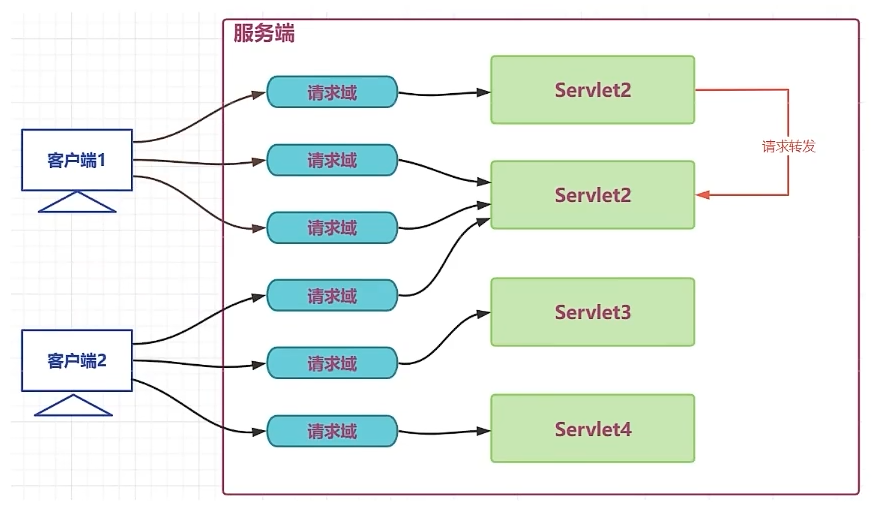 服务端
请求域
Servlet2
请求转发
客户端1
请求域
Servlet2
请求域
请求域
Servlet3
客户端2
请求域
请求域
Servlet4